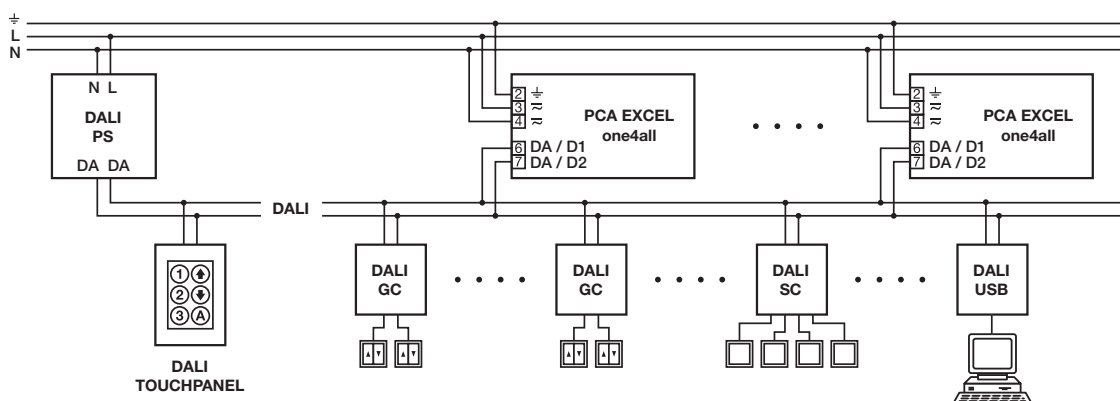 L
N
N L
DALI
PS
DA DA
2
3
4
6
7
DA / D1
DA / D2
PCA EXCEL
one4all
2
3
4
6
7
DA / D1
DA / D2
PCA EXCEL
one4all
DALI
1
2
3 A
DALI
TOUCHPANEL
DALI
GC
DALI
GC
DALI
SC
DALI
USB